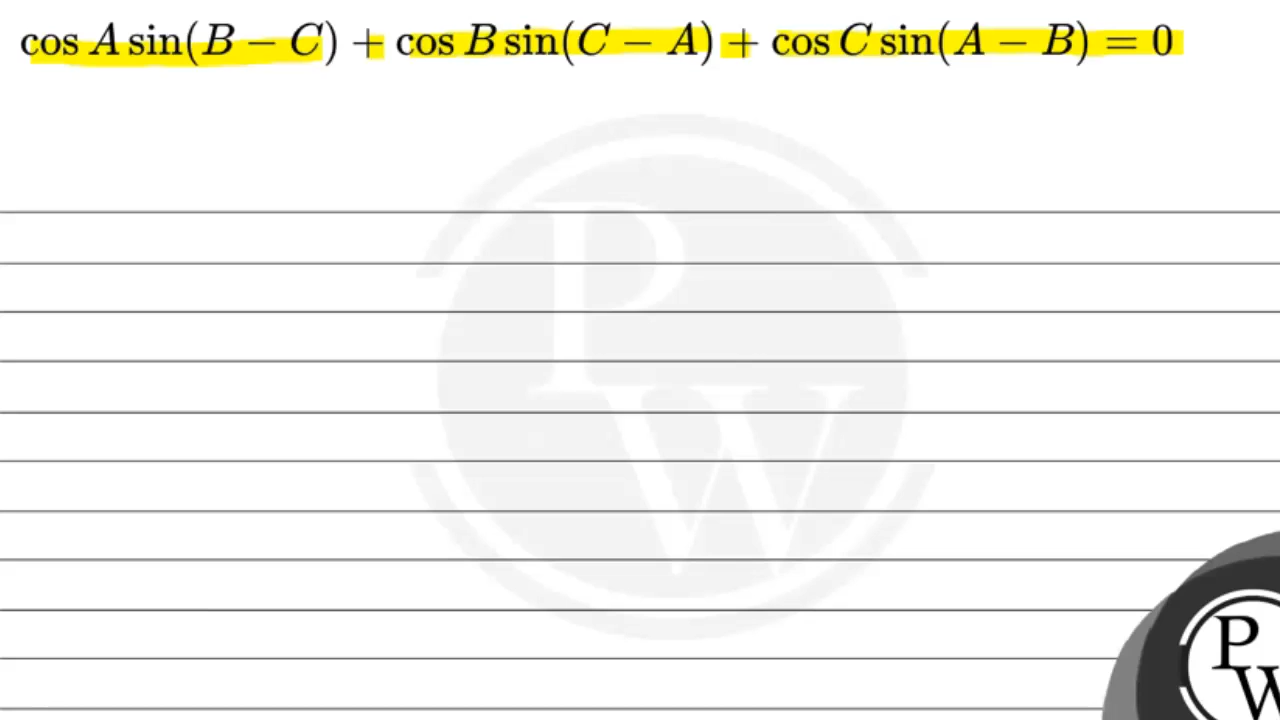 cos A sin(B − C) + cos B sin(C − A) + cos C sin(A − B) = 0
P
W
P
W